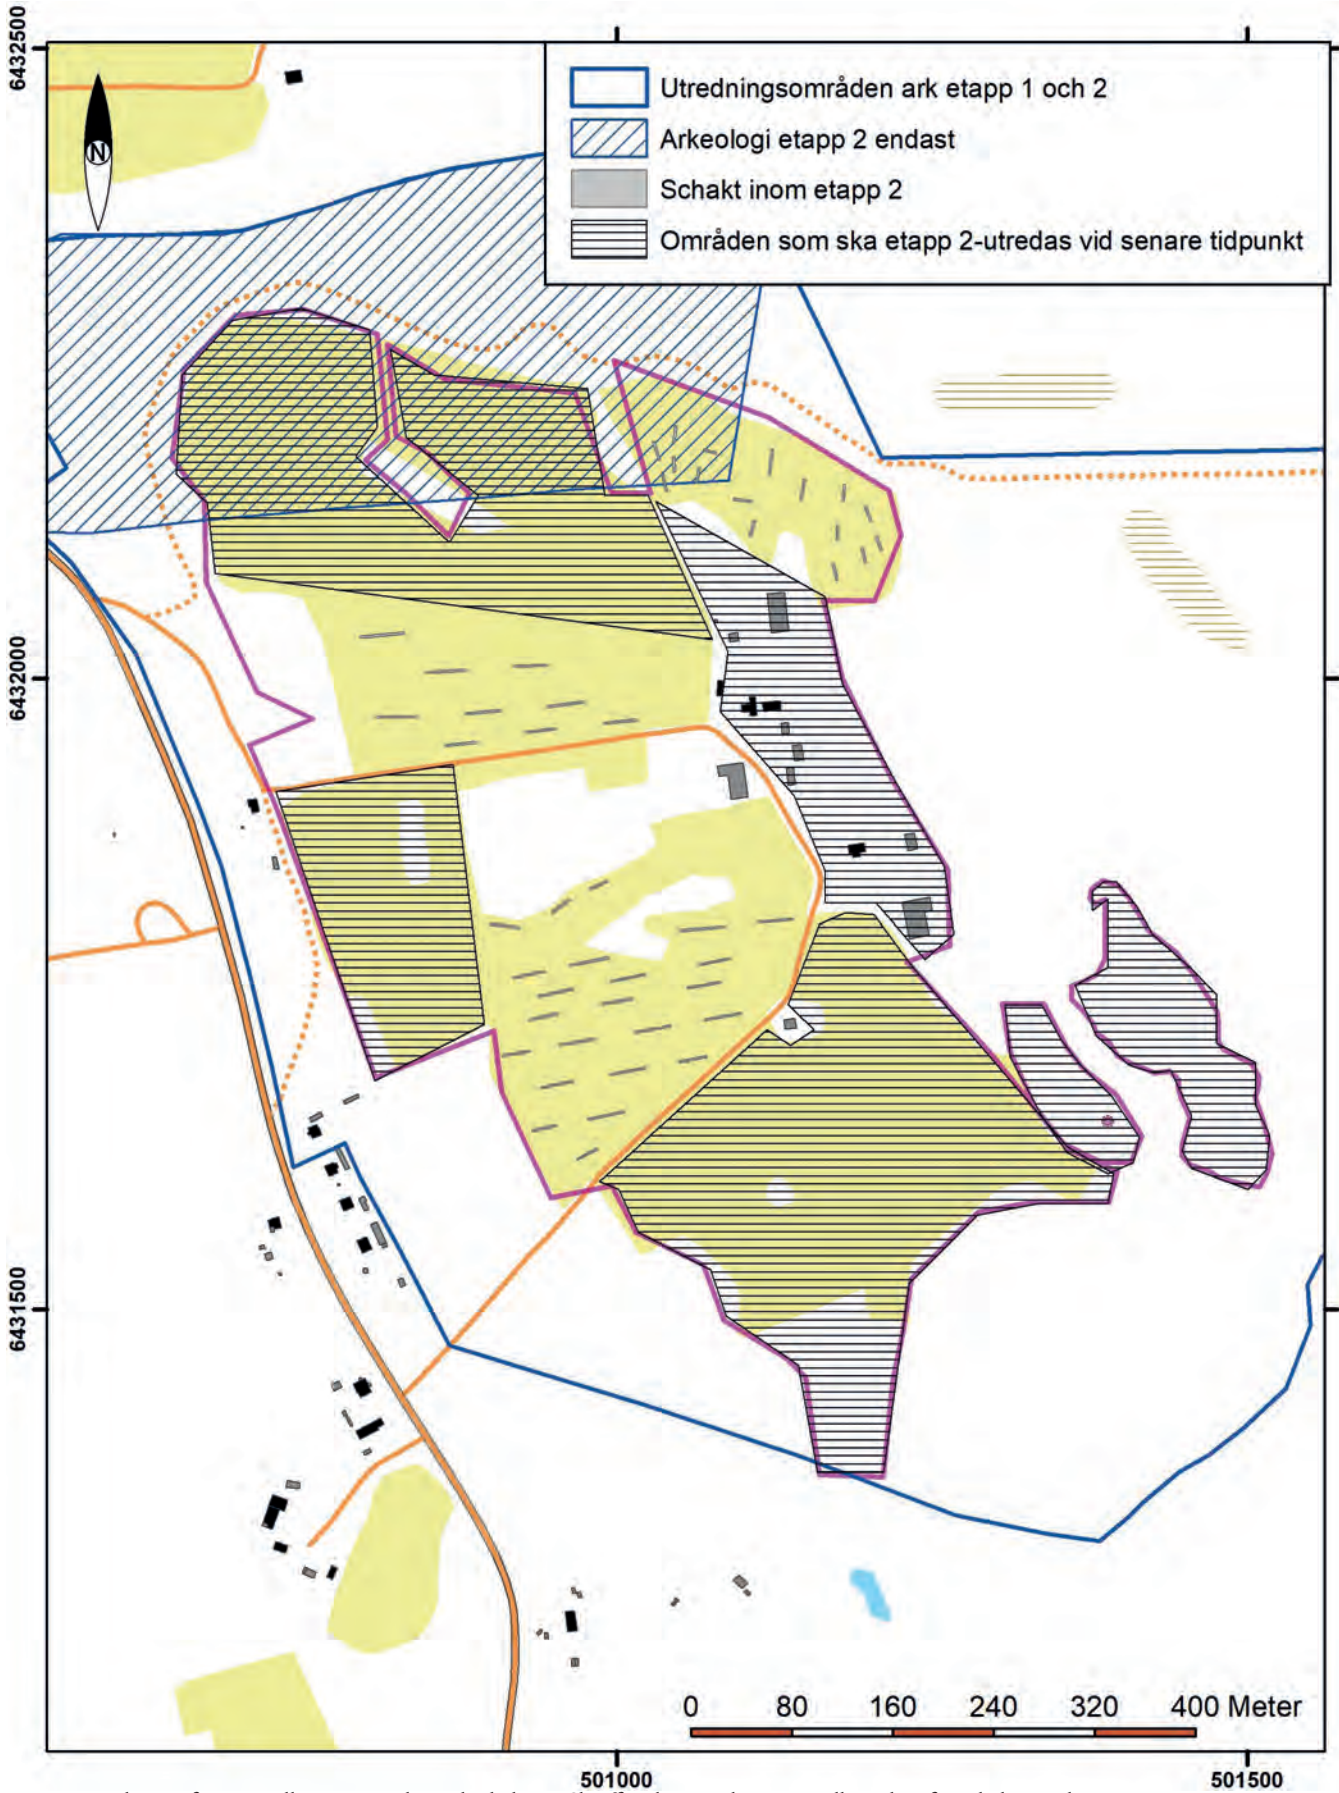 6432500
N
Utredningsområden ark etapp 1 och 2
Arkeologi etapp 2 endast
Schakt inom etapp 2
Områden som ska etapp 2-utredas vid senare tidpunkt
6432000
6431500
0 80 160 240 320 400 Meter
501000 501500